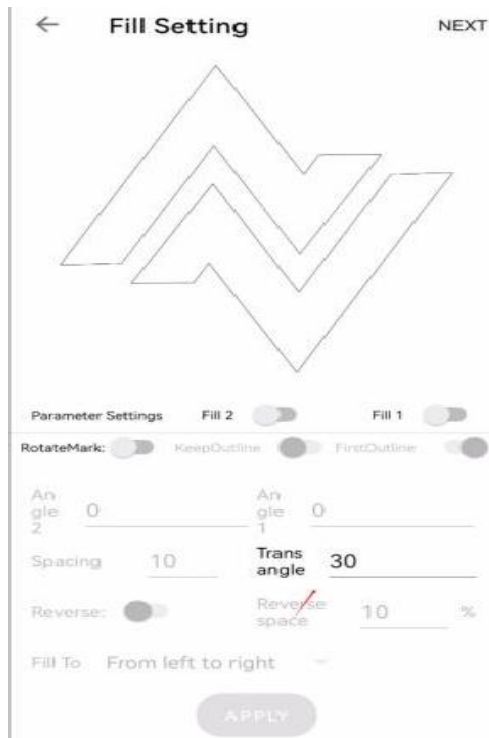 Fill Setting NEXT
Parameter Settings Fill 2 Fill 1
RotateMark: KeepOutline FirstOutline
An
gle
2
0
An
gle
1
0
Spacing 10
Trans
angle
30
Reverse:
Reverse
space
10 %
Fill To From left to right
APPLY